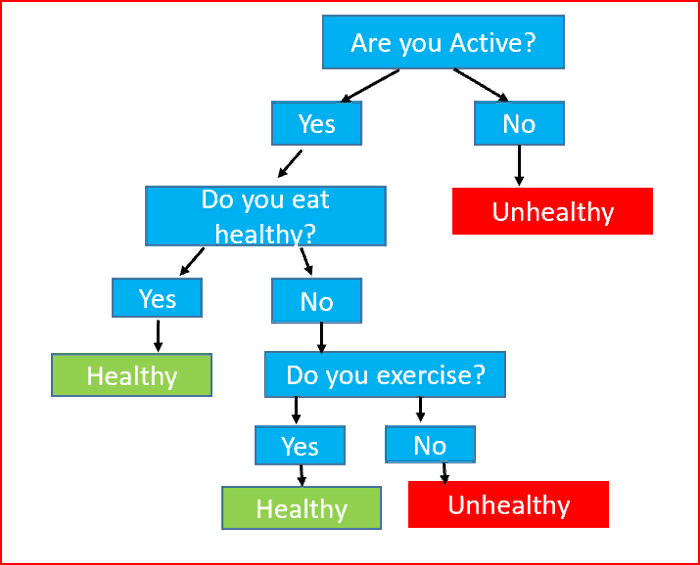 Are you Active?
Yes
No
Do you eat
healthy?
Unhealthy
Yes
No
Healthy
Do you exercise?
Yes
No
Healthy
Unhealthy